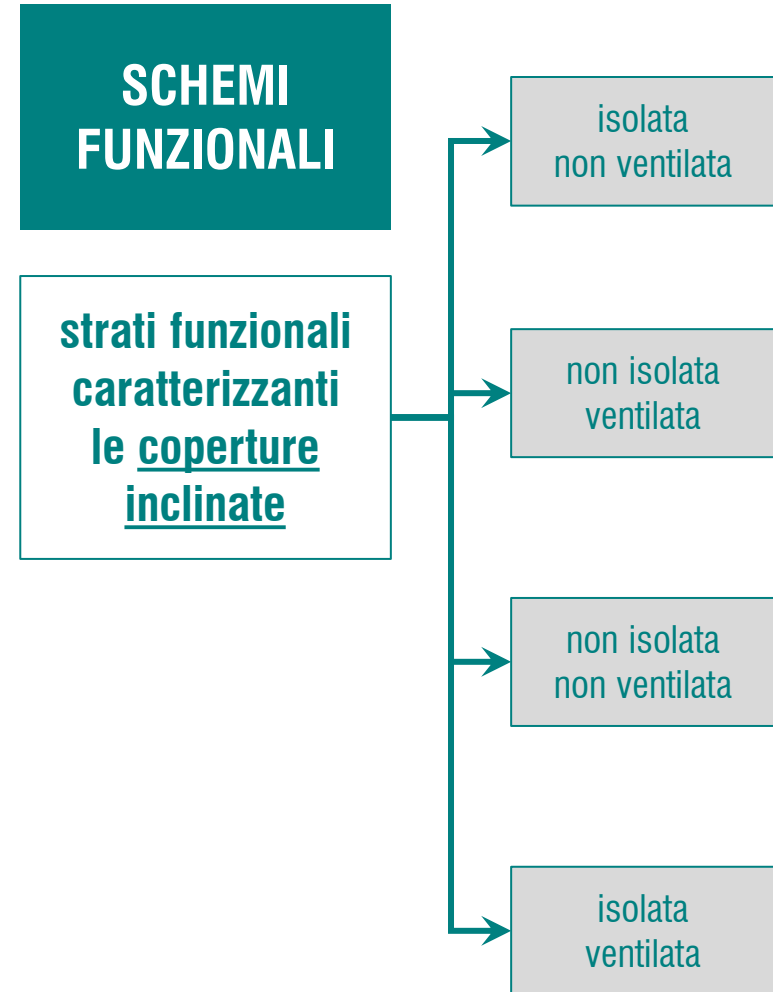 SCHEMI
FUNZIONALI
strati funzionali
caratterizzanti
le coperture
inclinate
isolata
non ventilata
non isolata
ventilata
non isolata
non ventilata
isolata
ventilata